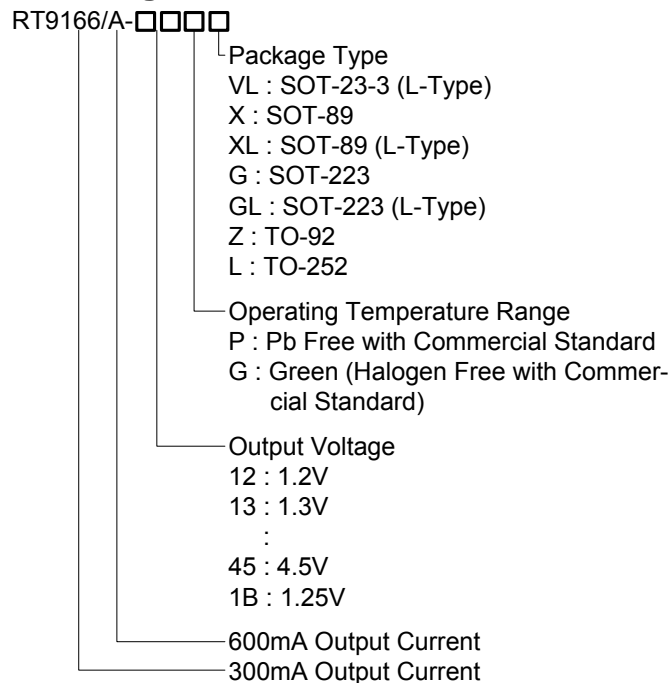 RT9166/A-□□□□
Package Type
VL : SOT-23-3 (L-Type)
X : SOT-89
XL : SOT-89 (L-Type)
G : SOT-223
GL : SOT-223 (L-Type)
Z : TO-92
L : TO-252
Operating Temperature Range
P : Pb Free with Commercial Standard
G : Green (Halogen Free with Commer-
cial Standard)
Output Voltage
12 : 1.2V
13 : 1.3V
:
45 : 4.5V
1B : 1.25V
600mA Output Current
300mA Output Current